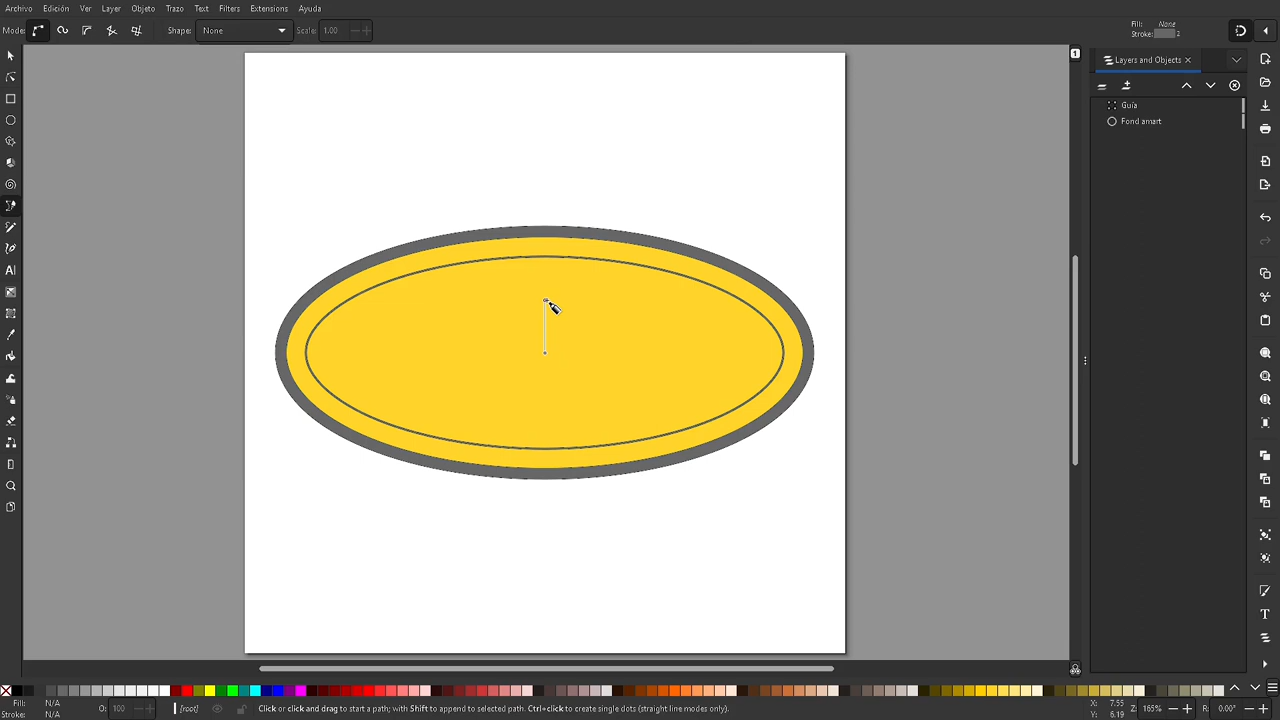 Archivo Edición Ver Layer Objeto Trazo Text Filters Extensions Ayuda
Mode: Shape: None Scale: 1.00
Fill: None
Stroke: 2
1
Layers and Objects
Guía
Fond amart
Fill: N/A
Stroke: N/A
O: 100
[root]
Click or click and drag to start a path; with Shift to append to selected path. Ctrl+click to create single dots (straight line modes only).
X: 7.55
Y: 6.19
Z: 165%
R: 0.00°